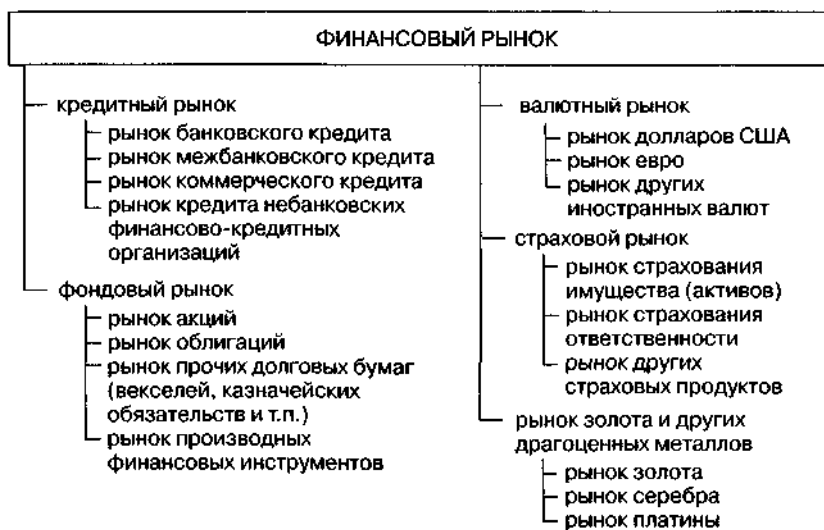 ФИНАНСОВЫЙ РЫНОК
кредитный рынок
рынок банковского кредита
рынок межбанковского кредита
рынок коммерческого кредита
рынок кредита небанковских
финансово-кредитных
организаций
фондовый рынок
рынок акций
рынок облигаций
рынок прочих долговых бумаг
(векселей, казначейских
обязательств и т.п.)
рынок производных
финансовых инструментов
валютный рынок
рынок долларов США
рынок евро
рынок других
иностранных валют
страховой рынок
рынок страхования
имущества (активов)
рынок страхования
ответственности
рынок других
страховых продуктов
рынок золота и других
драгоценных металлов
рынок золота
рынок серебра
рынок платины